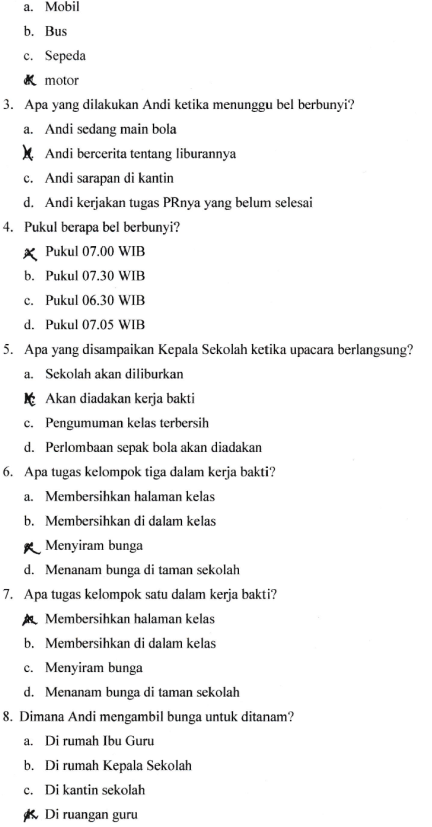 a. Mobil
b. Bus
c. Sepeda
d. motor
3. Apa yang dilakukan Andi ketika menunggu bel berbunyi?
a. Andi sedang main bola
b. Andi bercerita tentang liburannya
c. Andi sarapan di kantin
d. Andi kerjakan tugas PRnya yang belum selesai
4. Pukul berapa bel berbunyi?
a. Pukul 07.00 WIB
b. Pukul 07.30 WIB
c. Pukul 06.30 WIB
d. Pukul 07.05 WIB
5. Apa yang disampaikan Kepala Sekolah ketika upacara berlangsung?
a. Sekolah akan diliburkan
b. Akan diadakan kerja bakti
c. Pengumuman kelas terbersih
d. Perlombaan sepak bola akan diadakan
6. Apa tugas kelompok tiga dalam kerja bakti?
a. Membersihkan halaman kelas
b. Membersihkan di dalam kelas
c. Menyiram bunga
d. Menanam bunga di taman sekolah
7. Apa tugas kelompok satu dalam kerja bakti?
a. Membersihkan halaman kelas
b. Membersihkan di dalam kelas
c. Menyiram bunga
d. Menanam bunga di taman sekolah
8. Dimana Andi mengambil bunga untuk ditanam?
a. Di rumah Ibu Guru
b. Di rumah Kepala Sekolah
c. Di kantin sekolah
d. Di ruangan guru